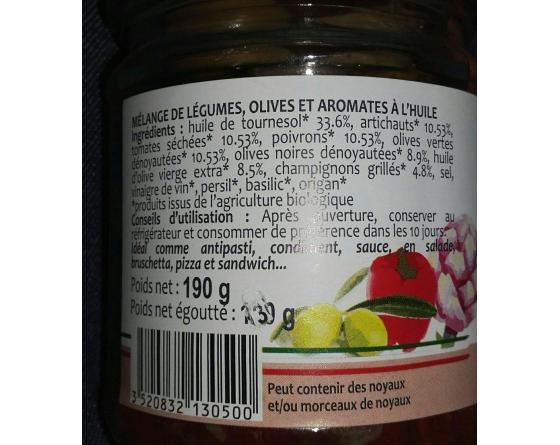 MÉLANGE DE LÉGUMES, OLIVES ET AROMATES À L'HUILE
Ingrédients : huile de tournesol* 33.6%, artichauts* 10.53%,
tomates séchées* 10.53%, poivrons* 10.53%, olives vertes
dénoyautées* 10.53%, olives noires dénoyautées* 8.9%, huile
d'olive vierge extra* 8.5%, champignons grillés* 4.8%, sel,
vinaigre de vin*, persil*, basilic*, origan*
*produits issus de l'agriculture biologique
Conseils d'utilisation : Après ouverture, conserver au
réfrigérateur et consommer de préférence dans les 10 jours.
Idéal comme antipasti, condiment, sauce, en salade,
bruschetta, pizza et sandwich...
Poids net : 190 g
Poids net égoutté : 130 g
3 520832 130500
Peut contenir des noyaux
et/ou morceaux de noyaux